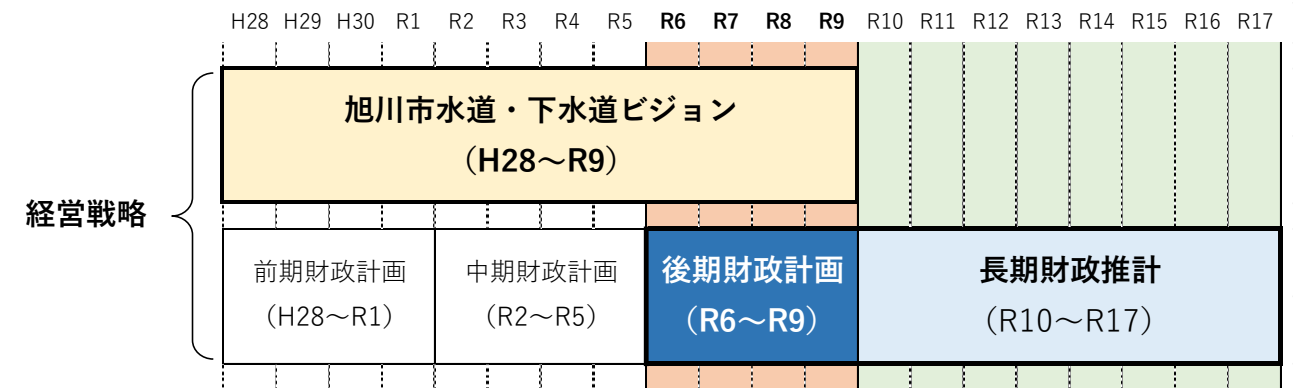 H28 H29 H30 R1 R2 R3 R4 R5 R6 R7 R8 R9 R10 R11 R12 R13 R14 R15 R16 R17
旭川市水道・下水道ビジョン
（H28～R9）
経営戦略
前期財政計画
（H28～R1）
中期財政計画
（R2～R5）
後期財政計画
（R6～R9）
長期財政推計
（R10～R17）